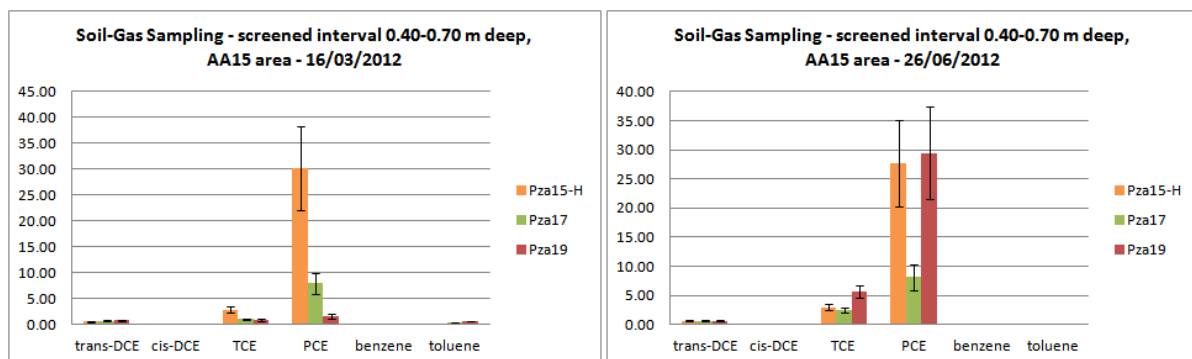 Soil-Gas Sampling - screened interval 0.40-0.70 m deep,
AA15 area - 16/03/2012
45.00
40.00
35.00
30.00
25.00
20.00
15.00
10.00
5.00
0.00
trans-DCE cis-DCE TCE PCE benzene toluene
Pza15-H
Pza17
Pza19
Soil-Gas Sampling - screened interval 0.40-0.70 m deep,
AA15 area - 26/06/2012
40.00
35.00
30.00
25.00
20.00
15.00
10.00
5.00
0.00
trans-DCE cis-DCE TCE PCE benzene toluene
Pza15-H
Pza17
Pza19